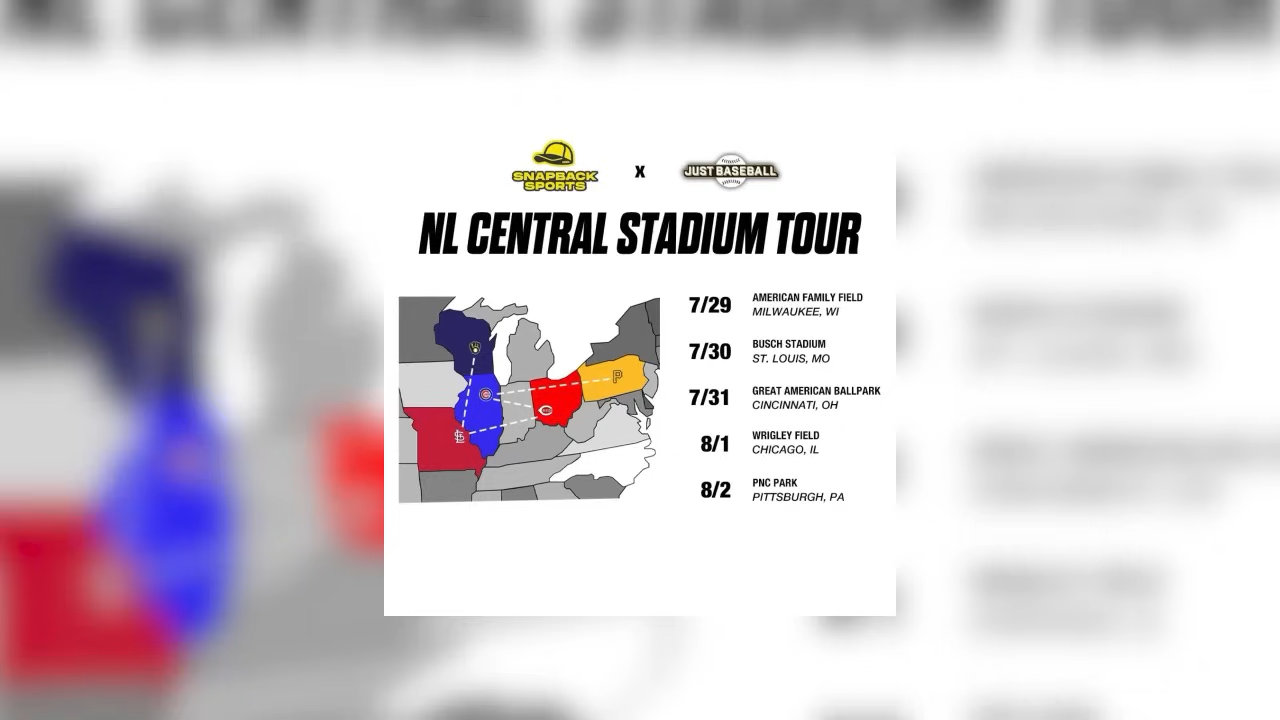 SNAPBACK
SPORTS
X
JUST BASEBALL
NL CENTRAL STADIUM TOUR
7/29
AMERICAN FAMILY FIELD
MILWAUKEE, WI
7/30
BUSCH STADIUM
ST. LOUIS, MO
7/31
GREAT AMERICAN BALLPARK
CINCINNATI, OH
8/1
WRIGLEY FIELD
CHICAGO, IL
8/2
PNC PARK
PITTSBURGH, PA
P